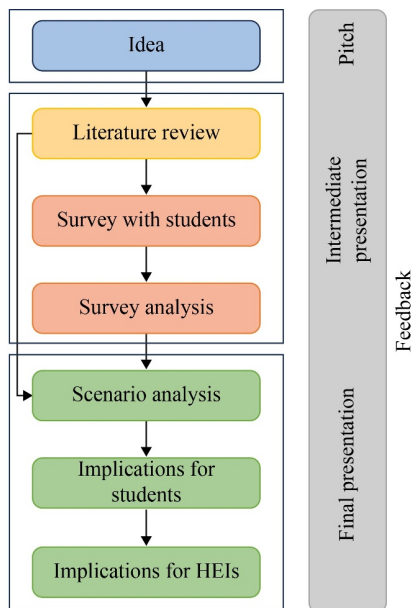 Idea
Literature review
Survey with students
Survey analysis
Scenario analysis
Implications for
students
Implications for HEIs
Pitch
Intermediate
presentation
Final presentation
Feedback